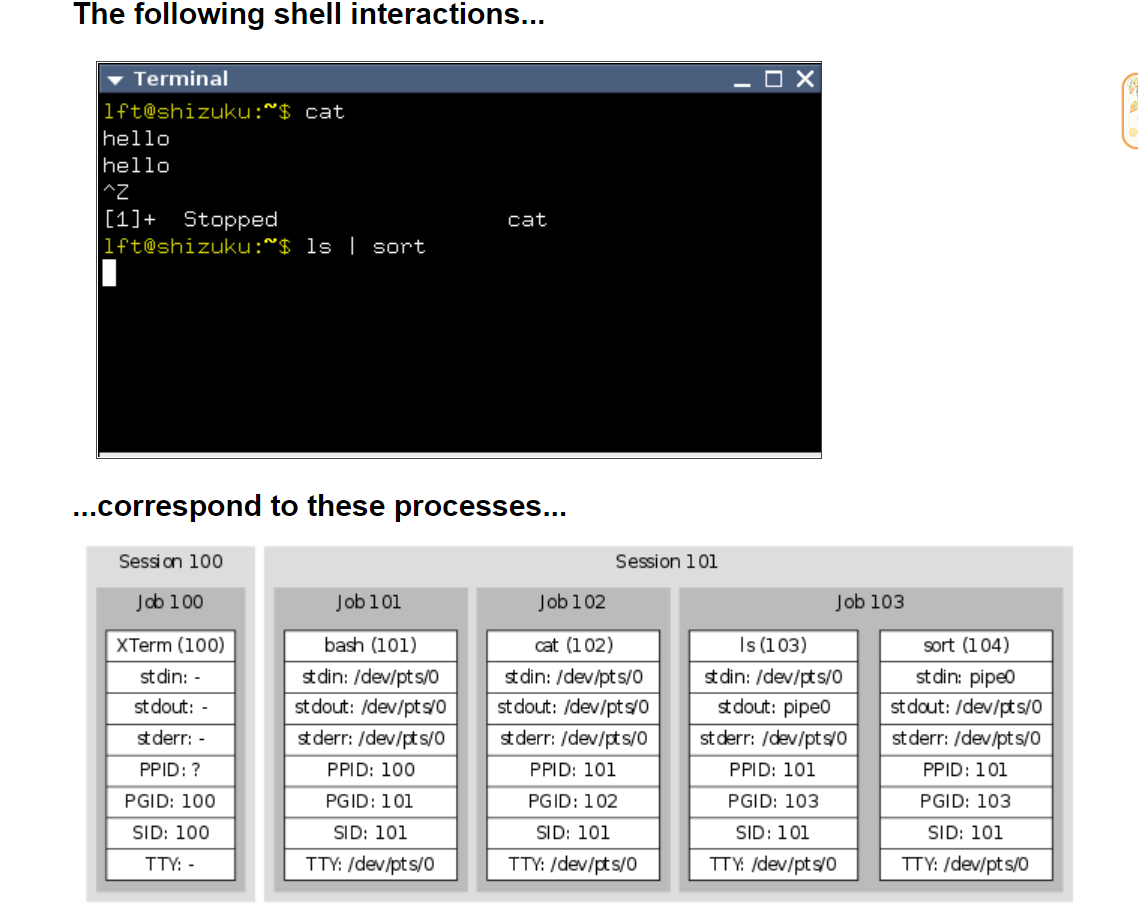 The following shell interactions...
Terminal
lft@shizuku:~$ cat
hello
hello
^Z
[1]+  Stopped                 cat
lft@shizuku:~$ ls | sort
...correspond to these processes...
Session 100
Session 101
Job 100
Job 101
Job 102
Job 103
XTerm (100)
stdin: -
stdout: -
stderr: -
PPID: ?
PGID: 100
SID: 100
TTY: -
bash (101)
stdin: /dev/pts/0
stdout: /dev/pts/0
stderr: /dev/pts/0
PPID: 100
PGID: 101
SID: 101
TTY: /dev/pts/0
cat (102)
stdin: /dev/pts/0
stdout: /dev/pts/0
stderr: /dev/pts/0
PPID: 101
PGID: 102
SID: 101
TTY: /dev/pts/0
ls (103)
stdin: /dev/pts/0
stdout: pipe0
stderr: /dev/pts/0
PPID: 101
PGID: 103
SID: 101
TTY: /dev/pts/0
sort (104)
stdin: pipe0
stdout: /dev/pts/0
stderr: /dev/pts/0
PPID: 101
PGID: 103
SID: 101
TTY: /dev/pts/0